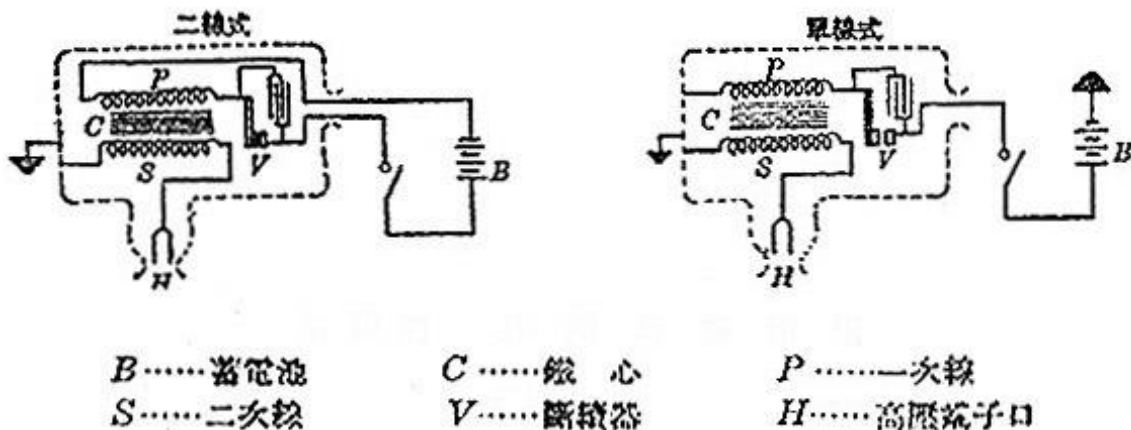 二線式
單線式
P
C
S
V
B
H
P
C
S
V
B
H
B……蓄電池 C……鐵心 P……一次線
S……二次線 V……斷續器 H……高壓端子口